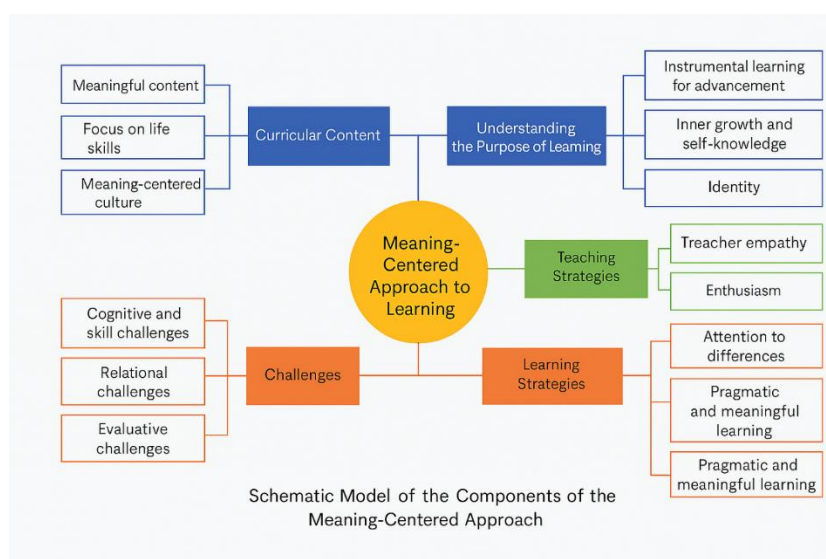 Meaningful content
Focus on life
skills
Meaning-centered
culture
Curricular Content
Understanding
the Purpose of Learning
Instrumental learning
for advancement
Inner growth and
self-knowledge
Identity
Meaning-
Centered
Approach to
Learning
Teaching
Strategies
Treacher empathy
Enthusiasm
Cognitive and
skill challenges
Relational
challenges
Evaluative
challenges
Challenges
Learning
Strategies
Attention to
differences
Pragmatic
and meaningful
learning
Pragmatic and
meaningful learning
Schematic Model of the Components of the
Meaning-Centered Approach